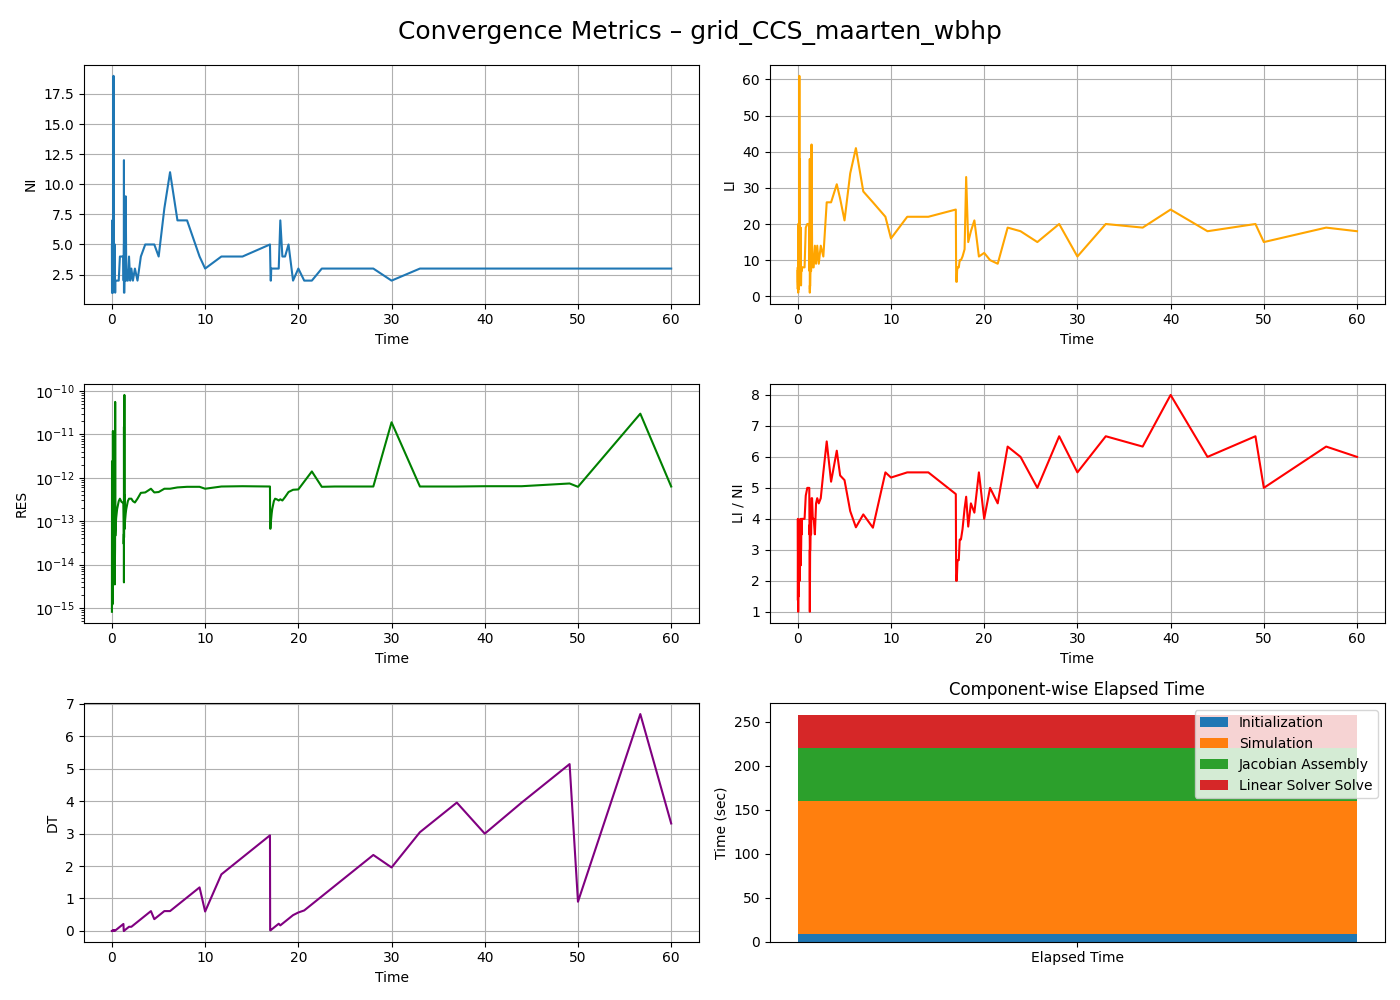 Convergence Metrics – grid_CCS_maarten_wbhp
NI
17.5
15.0
12.5
10.0
7.5
5.0
2.5
0 10 20 30 40 50 60
Time
LI
60
50
40
30
20
10
0
0 10 20 30 40 50 60
Time
RES
10⁻¹⁰
10⁻¹¹
10⁻¹²
10⁻¹³
10⁻¹⁴
10⁻¹⁵
0 10 20 30 40 50 60
Time
LI / NI
8
7
6
5
4
3
2
1
0 10 20 30 40 50 60
Time
DT
7
6
5
4
3
2
1
0
0 10 20 30 40 50 60
Time
Component-wise Elapsed Time
Time (sec)
250
200
150
100
50
0
Initialization
Simulation
Jacobian Assembly
Linear Solver Solve
Elapsed Time